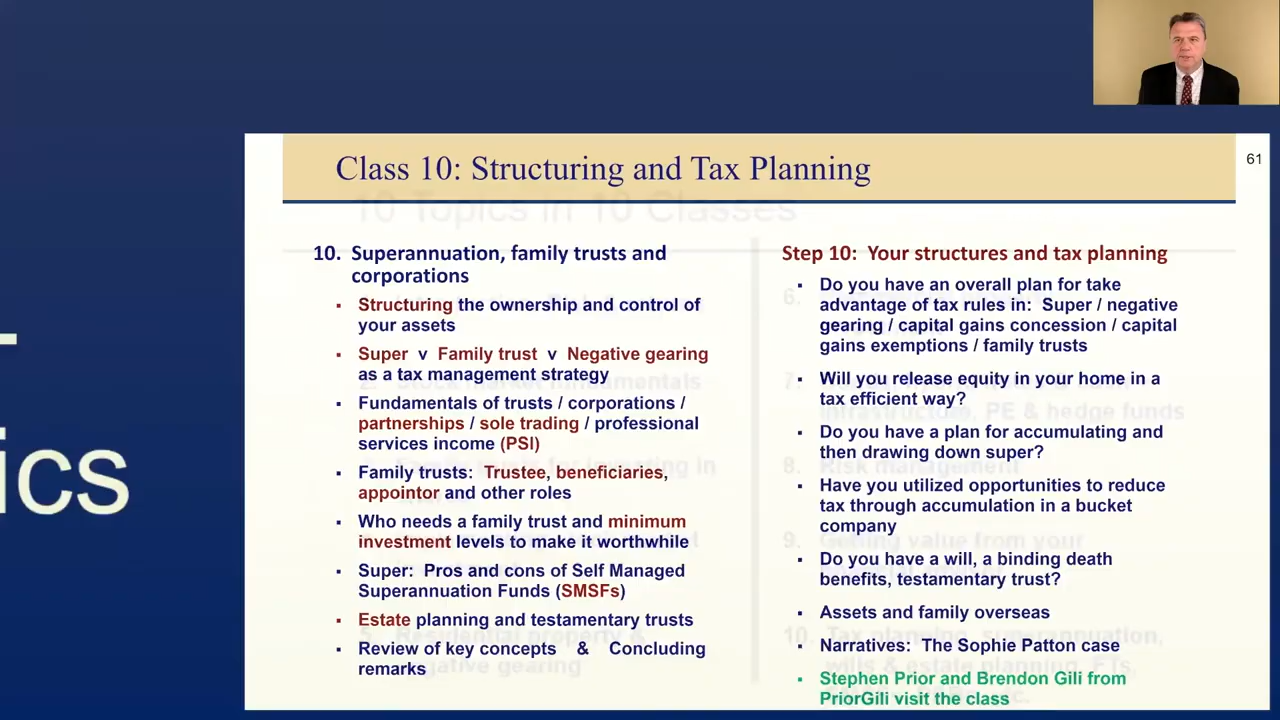 ics
61
Class 10: Structuring and Tax Planning
10 Topics in 10 Classes
10. Superannuation, family trusts and
corporations
Structuring the ownership and control of
your assets
Super v Family trust v Negative gearing
as a tax management strategy
Fundamentals of trusts / corporations /
partnerships / sole trading / professional
services income (PSI)
Family trusts: Trustee, beneficiaries,
appointor and other roles
Who needs a family trust and minimum
investment levels to make it worthwhile
Super: Pros and cons of Self Managed
Superannuation Funds (SMSFs)
Estate planning and testamentary trusts
Review of key concepts & Concluding
remarks
Step 10: Your structures and tax planning
Do you have an overall plan for take
advantage of tax rules in: Super / negative
gearing / capital gains concession / capital
gains exemptions / family trusts
Will you release equity in your home in a
tax efficient way?
Do you have a plan for accumulating and
then drawing down super?
Have you utilized opportunities to reduce
tax through accumulation in a bucket
company
Do you have a will, a binding death
benefits, testamentary trust?
Assets and family overseas
Narratives: The Sophie Patton case
Stephen Prior and Brendon Gili from
PriorGili visit the class